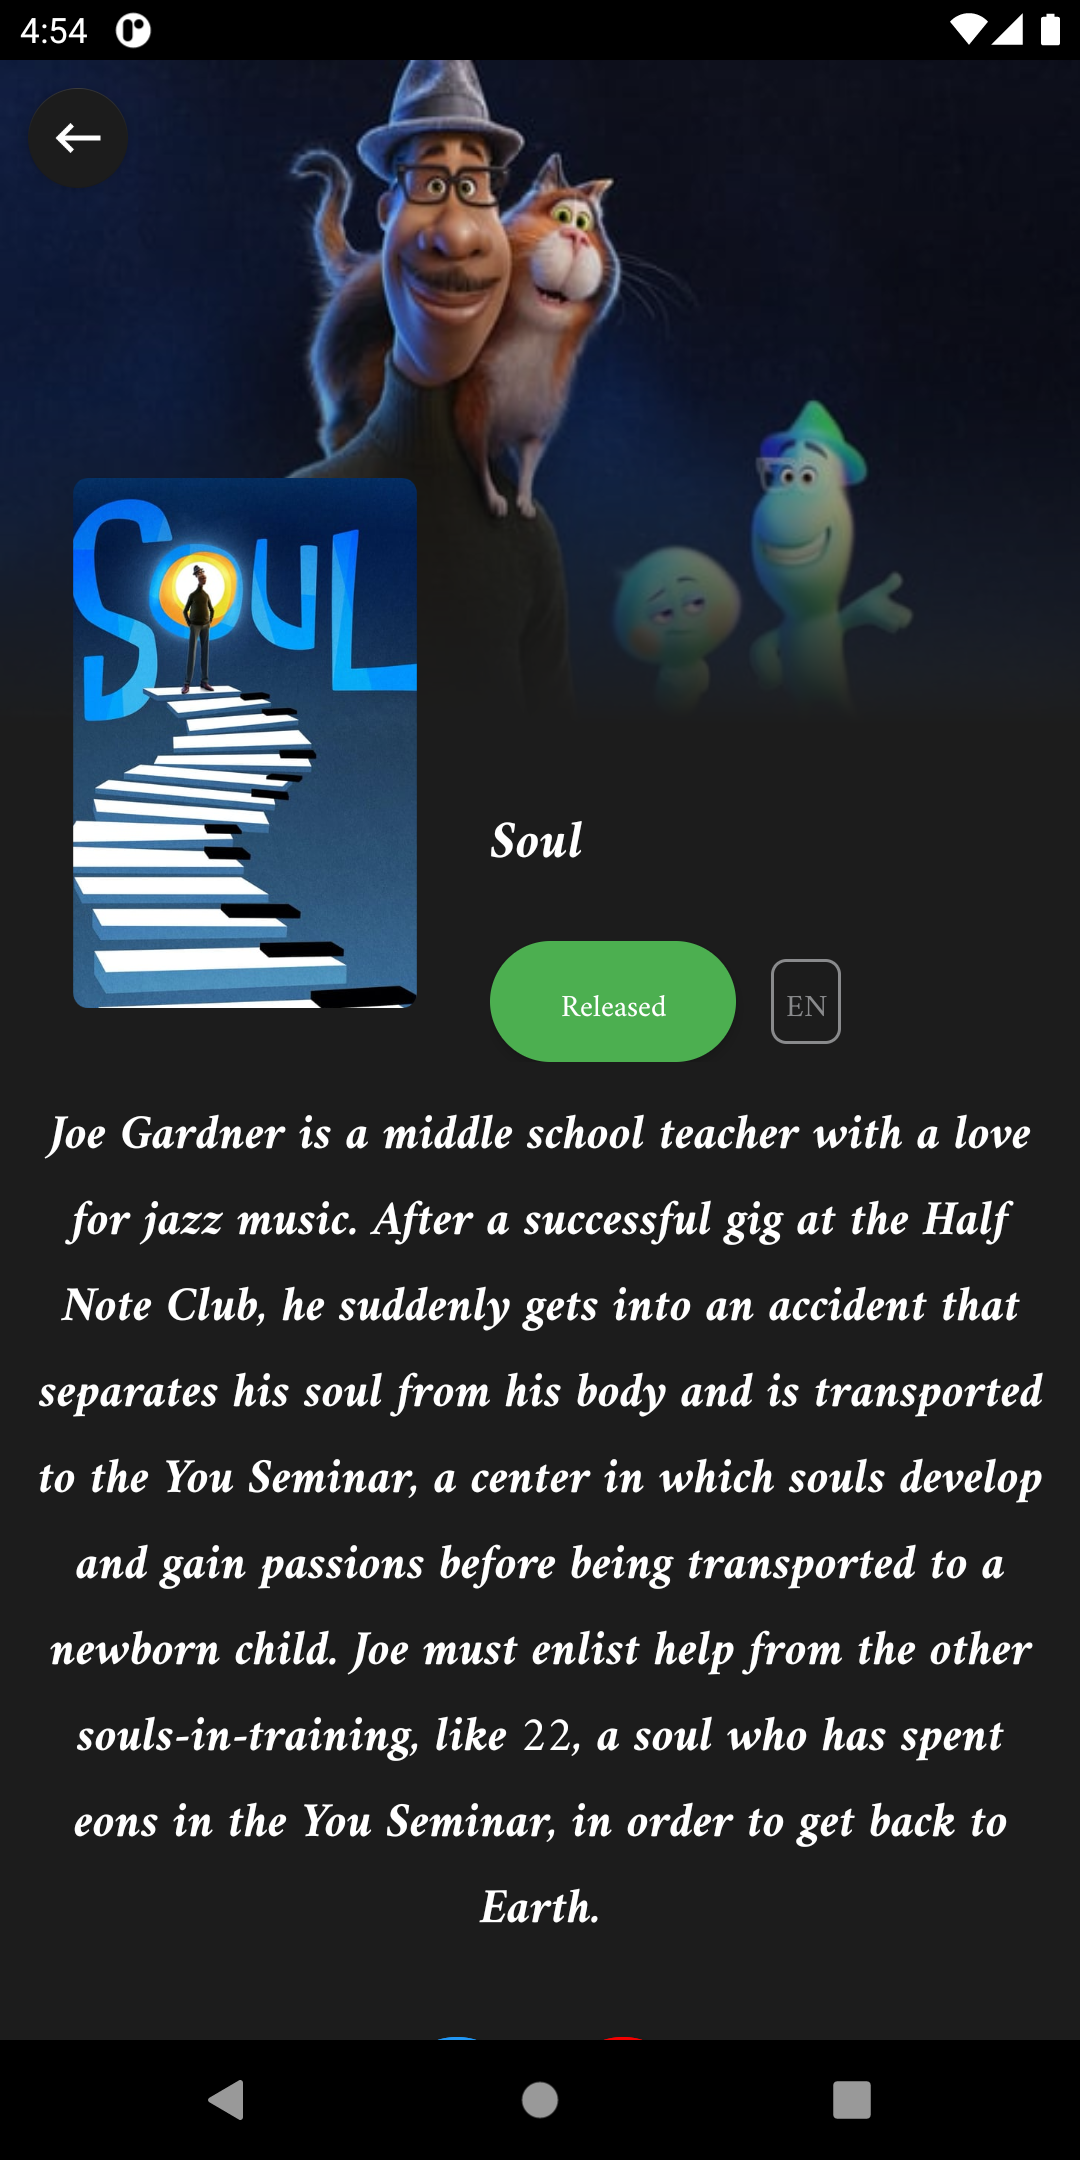 4:54
SOUL
Soul
Released
EN
Joe Gardner is a middle school teacher with a love
for jazz music. After a successful gig at the Half
Note Club, he suddenly gets into an accident that
separates his soul from his body and is transported
to the You Seminar, a center in which souls develop
and gain passions before being transported to a
newborn child. Joe must enlist help from the other
souls-in-training, like 22, a soul who has spent
eons in the You Seminar, in order to get back to
Earth.